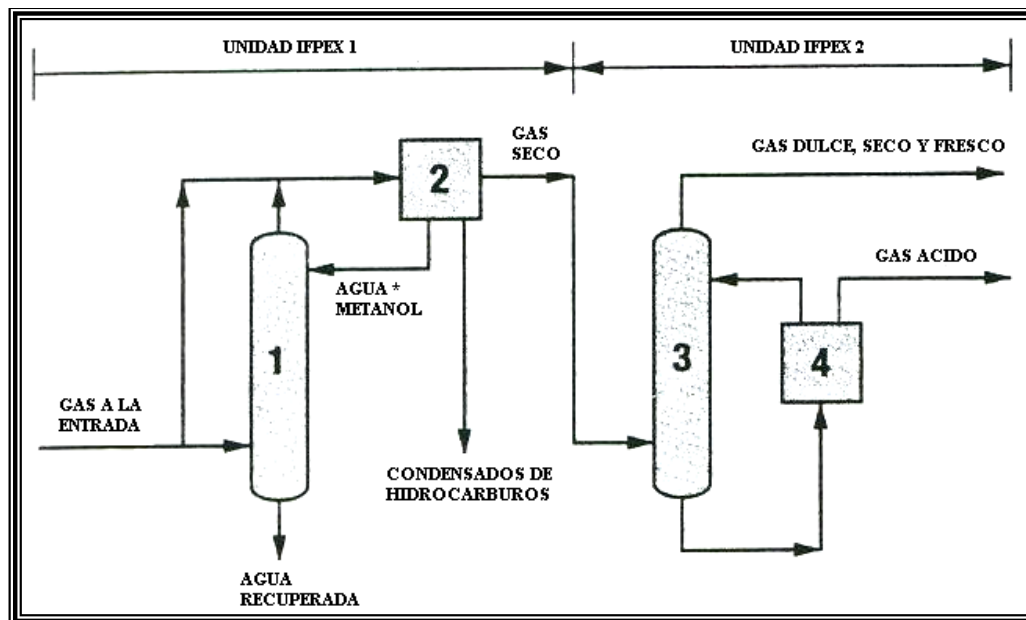 UNIDAD IFPEX 1
UNIDAD IFPEX 2
GAS
SECO
GAS DULCE, SECO Y FRESCO
2
GAS ACIDO
AGUA *
METANOL
1
3
4
GAS A LA
ENTRADA
CONDENSADOS DE
HIDROCARBUROS
AGUA
RECUPERADA